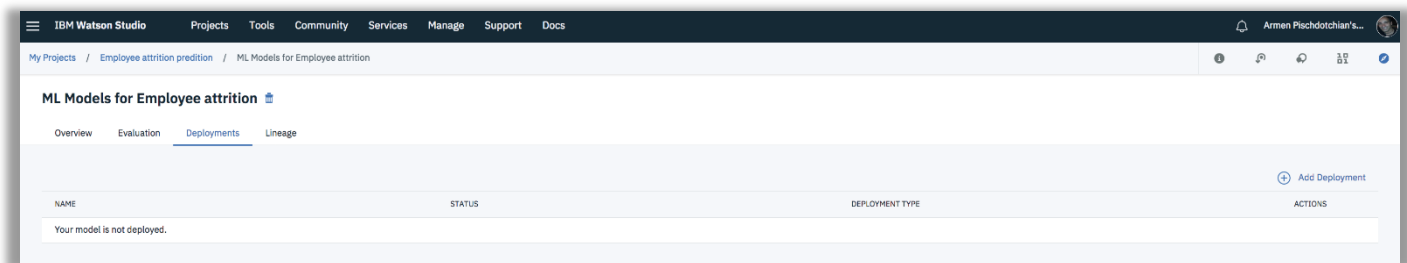 IBM Watson Studio Projects Tools Community Services Manage Support Docs Armen Pischdotchian's...
My Projects / Employee attrition predition / ML Models for Employee attrition
ML Models for Employee attrition
Overview Evaluation Deployments Lineage
Add Deployment
NAME STATUS DEPLOYMENT TYPE ACTIONS
Your model is not deployed.